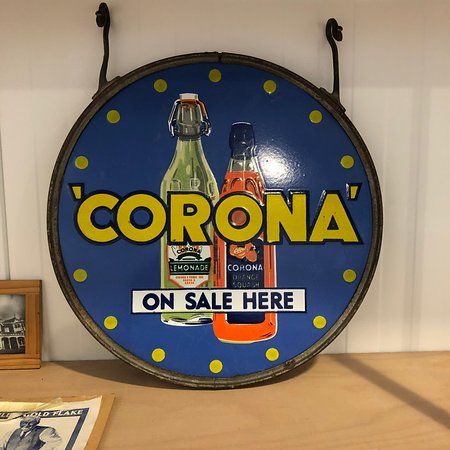 'CORONA'
CORONA
LEMONADE
CORONA
ORANGE
SQUASH
ON SALE HERE
GOLD FLAKE